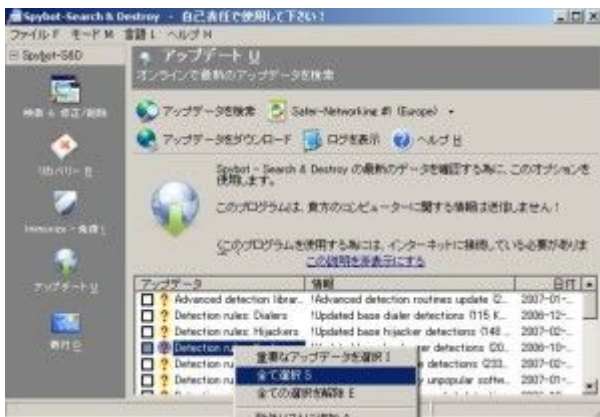 Spybot-Search & Destroy - 自己責任で使用して下さい!
ファイル F モード M 言語 L ヘルプ H
Spybot-S&D
アップデート U
オンラインで最新のアップデータを検索
検索 & 修正/削除
アップデータを検索 Safer-Networking #1 (Europe)
アップデータをダウンロード ログを表示 ヘルプ H
リカバリー R
Spybot - Search & Destroy の最新のデータを確認する為に、このオプションを使用します。
このプログラムは、貴方のコンピューターに関する情報は送信しません!
Immunize - 免疫 I
このプログラムを使用する為には、インターネットに接続している必要がありま
この説明を非表示にする
アップデート U
アップデータ 情報 日付
Advanced detection librar... !Advanced detection routines update (2... 2007-01-...
Detection rules: Dialers !Updated base dialer detections (115 K... 2006-12-...
Detection rules: Hijackers !Updated base hijacker detections (148 ... 2007-02-...
Detection ru detections (20... 2006-10-...
Detection ru detections (233... 2007-02-...
Detection ru unpopular softw... 2007-01-...
寄付
重要なアップデータを選択 I
全て選択 S
全ての選択を解除 E